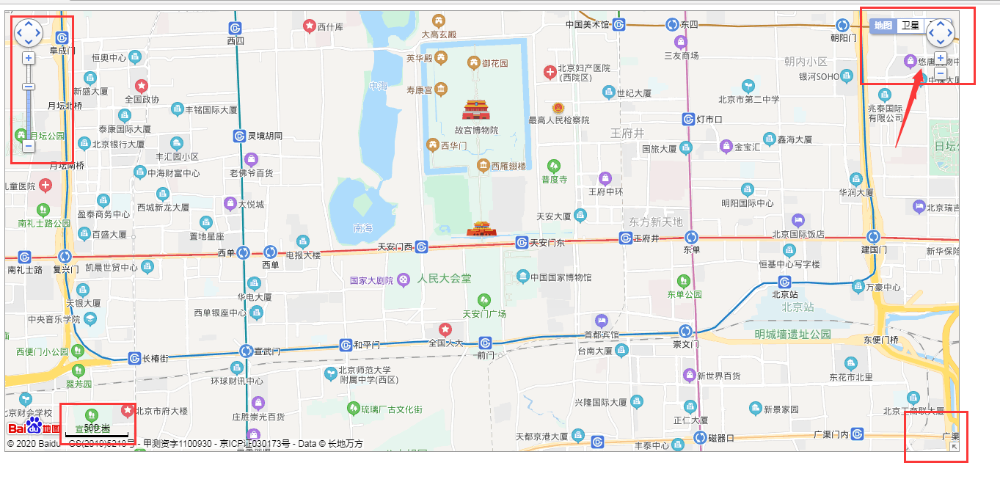 西什库
大高玄殿
中国美术馆
东四
朝阳门
地图
卫星
阜成门
西四
三友商场
恒奥中心
英华殿
御花园
北京妇产医院
(西院区)
朝内小区
银河SOHO
悠唐购物中
新盛大厦
全国政协
中海
寿康宫
世纪大厦
北京市第二中学
兆泰国际
有限公司
月坛北桥
丰铭国际大厦
最高人民检察院
灯市口
泰康国际大厦
故宫博物院
王府井
月坛公园
北京银行大厦
灵境胡同
西华门
国旅大厦
金宝汇
鑫海大厦
日坛公
丰汇园小区
月坛南桥
中海财富中心
老佛爷百货
西雁翅楼
普度寺
儿童医院
王府中环
华润大厦
西城新龙大厦
大悦城
明阳国际中心
北京瑞吉
盈泰商务中心
南礼士路公园
天安大厦
东方新天地
置地星座
南海
百盛大厦
北京国际饭店
天安门西
天安门东
王府井
东单
建国门
西单
西单
电报大楼
新华保险
南礼士路
复兴门
凯晨世贸中心
恒基中心写字楼
国家大剧院
人民大会堂
中国国家博物馆
东单公园
北京站
万豪中心
华电大厦
天银大厦
北京站
西单银座中心
天安门广场
中央音乐学院
首都宾馆
明城墙遗址公园
东便门桥
庙
全国人大
和平门
崇文门
西便门小公园
宣武门
前门
台南大厦
长椿街
翠芳园
环球财讯中心
北京师范大学
附属中学(西区)
新世界百货
东花市北里
北京财会学校
北京市府大楼
庄胜崇光百货
琉璃厂古文化街
兴隆国际大厦
正仁大厦
新景家园
北京工商联大厦
Baidu地图
500 米
宣武艺园
天都京港大厦
丰泰中心
磁器口
广渠门内
广渠
© 2020 Baidu - GS(2019)5218号 - 甲测资字1100930 - 京ICP证030173号 - Data © 长地万方